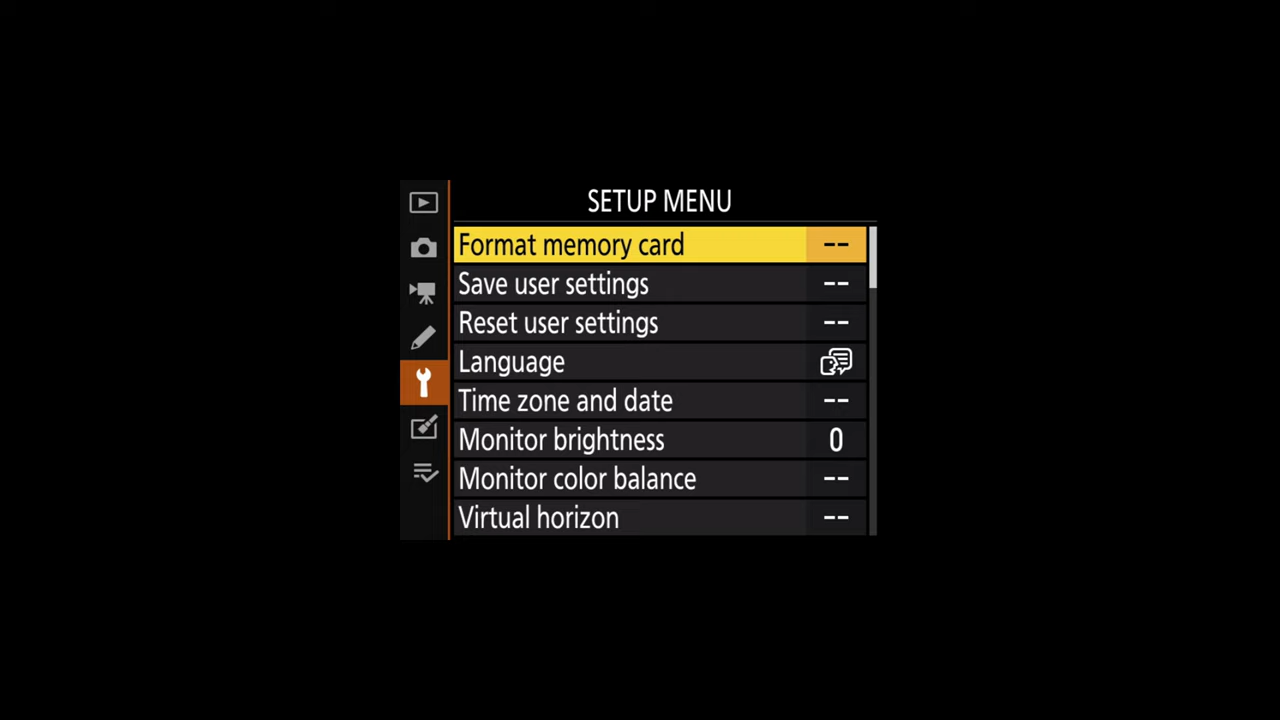 SETUP MENU
Format memory card --
Save user settings --
Reset user settings --
Language
Time zone and date --
Monitor brightness 0
Monitor color balance --
Virtual horizon --